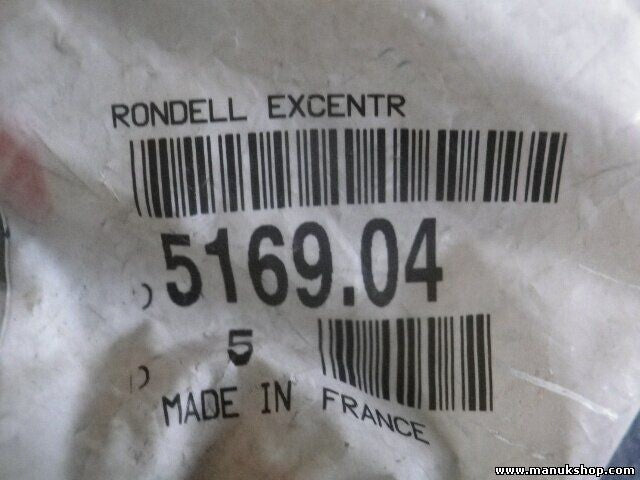 RONDELL EXCENTR
5169.04
5
MADE IN FRANCE
www.manukshop.com